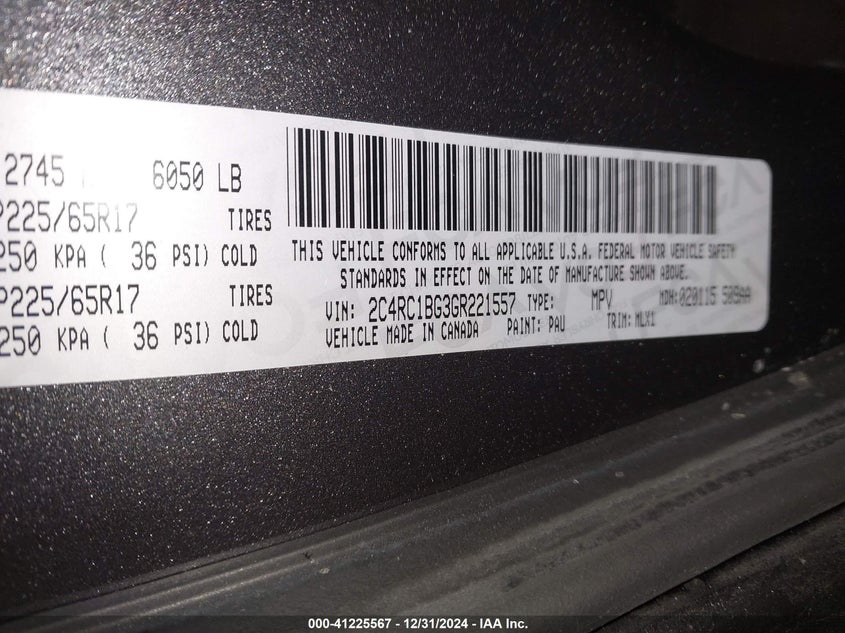 2745 6050 LB
P225/65R17 TIRES
250 KPA ( 36 PSI) COLD
P225/65R17 TIRES
250 KPA ( 36 PSI) COLD
THIS VEHICLE CONFORMS TO ALL APPLICABLE U.S.A. FEDERAL MOTOR VEHICLE SAFETY
STANDARDS IN EFFECT ON THE DATE OF MANUFACTURE SHOWN ABOVE.
VIN: 2C4RC1BG3GR221557 TYPE: MPV MDH:020115 509AA
VEHICLE MADE IN CANADA PAINT: PAU TRIM: MLX1
000-41225567 - 12/31/2024 - IAA Inc.